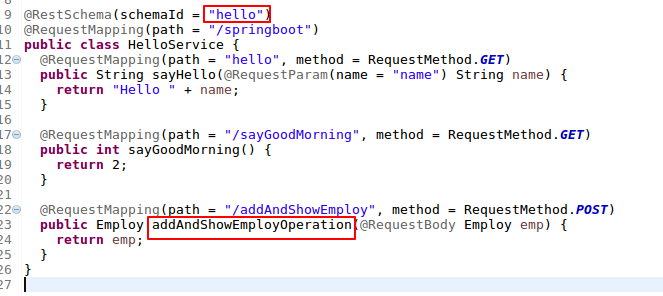 9 @RestSchema(schemaId = "hello")
10 @RequestMapping(path = "/springboot")
11 public class HelloService {
12 @RequestMapping(path = "hello", method = RequestMethod.GET)
13 public String sayHello(@RequestParam(name = "name") String name) {
14 return "Hello " + name;
15 }
16
17 @RequestMapping(path = "/sayGoodMorning", method = RequestMethod.GET)
18 public int sayGoodMorning() {
19 return 2;
20 }
21
22 @RequestMapping(path = "/addAndShowEmploy", method = RequestMethod.POST)
23 public Employ addAndShowEmployOperation(@RequestBody Employ emp) {
24 return emp;
25 }
26 }
27